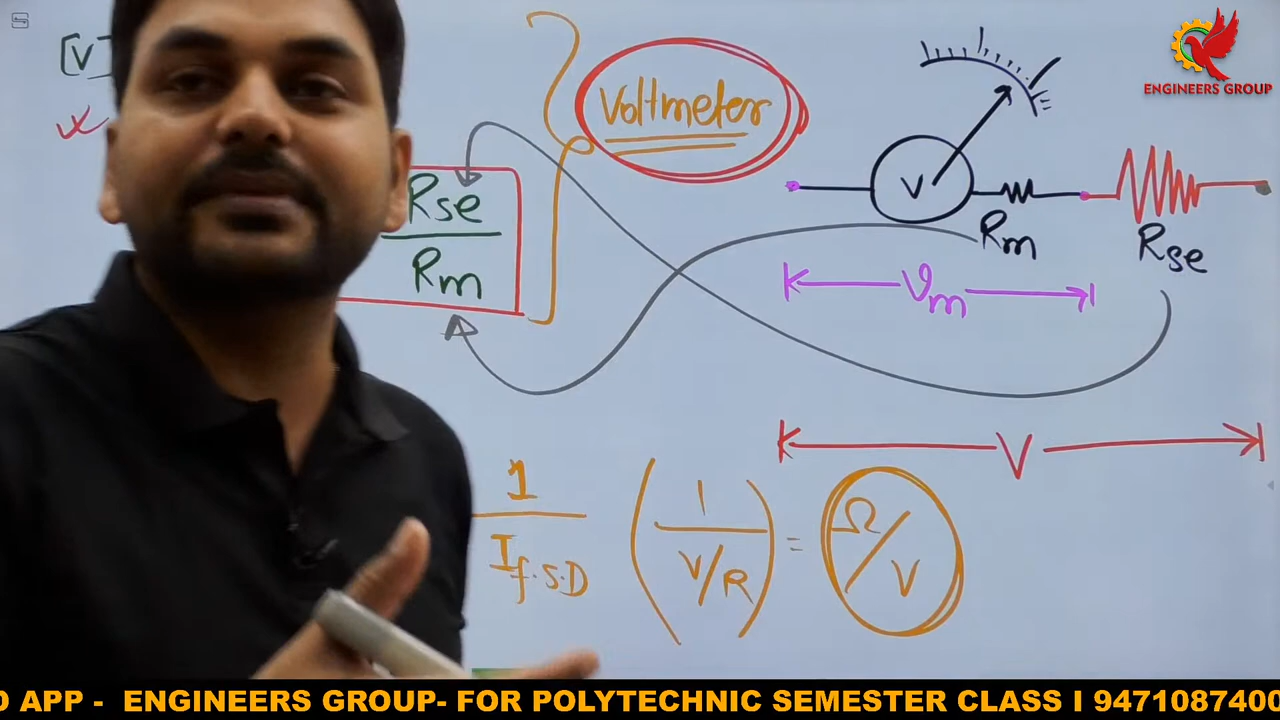 [V]
Voltmeter
ENGINEERS GROUP
V
Rm
Rse
Rse
Rm
Vm
V
1
If.s.D
(1
V/R) = Ω/V
O APP - ENGINEERS GROUP- FOR POLYTECHNIC SEMESTER CLASS I 9471087400